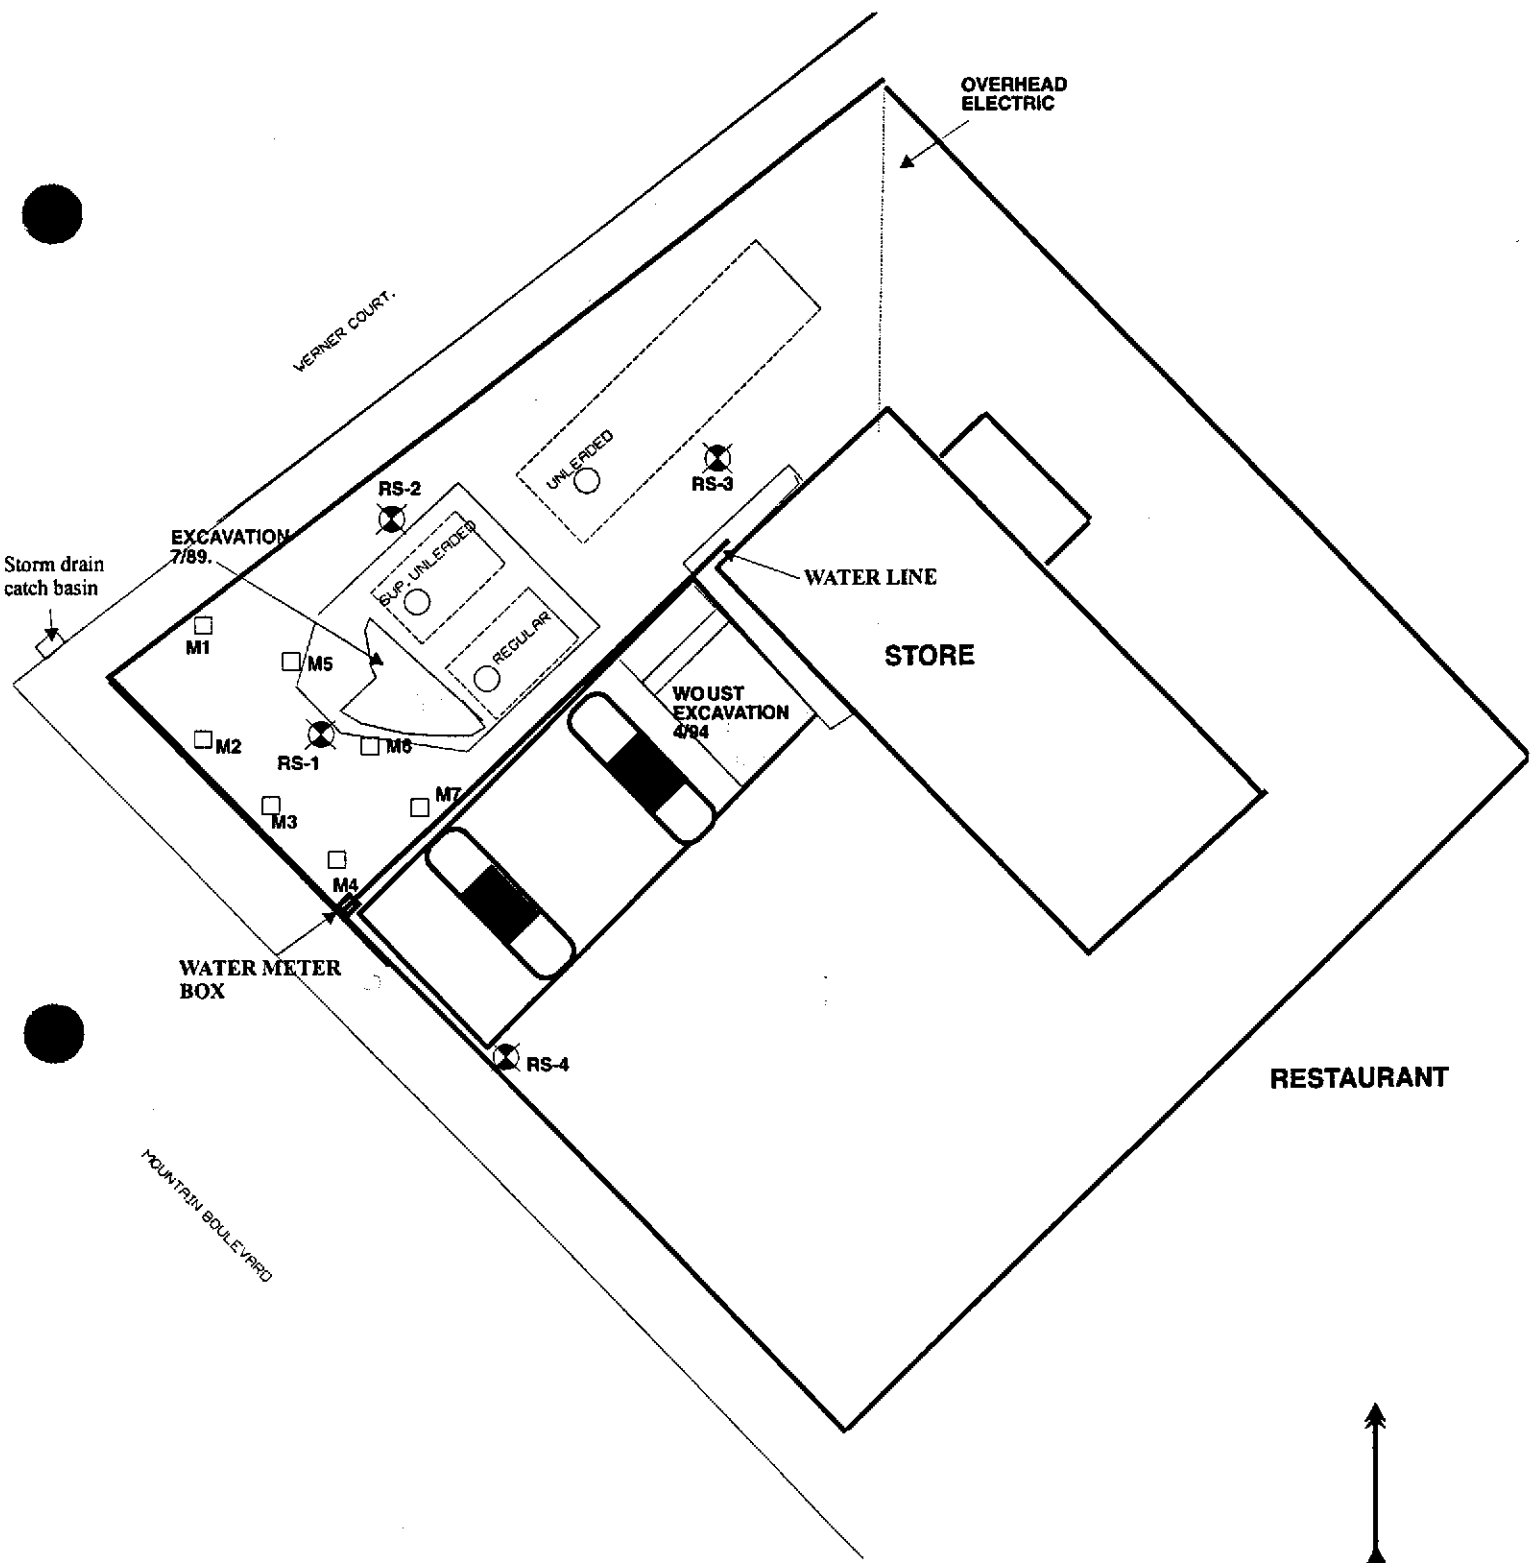 OVERHEAD
ELECTRIC
WERNER COURT.
UNLEADED
RS-3
RS-2
EXCAVATION
7/89.
SUP. UNLEADED
Storm drain
catch basin
WATER LINE
REGULAR
M1
M5
STORE
WOUST
EXCAVATION
4/94
M2
RS-1
M6
M7
M3
M4
WATER METER
BOX
RS-4
RESTAURANT
MOUNTAIN BOULEVARD